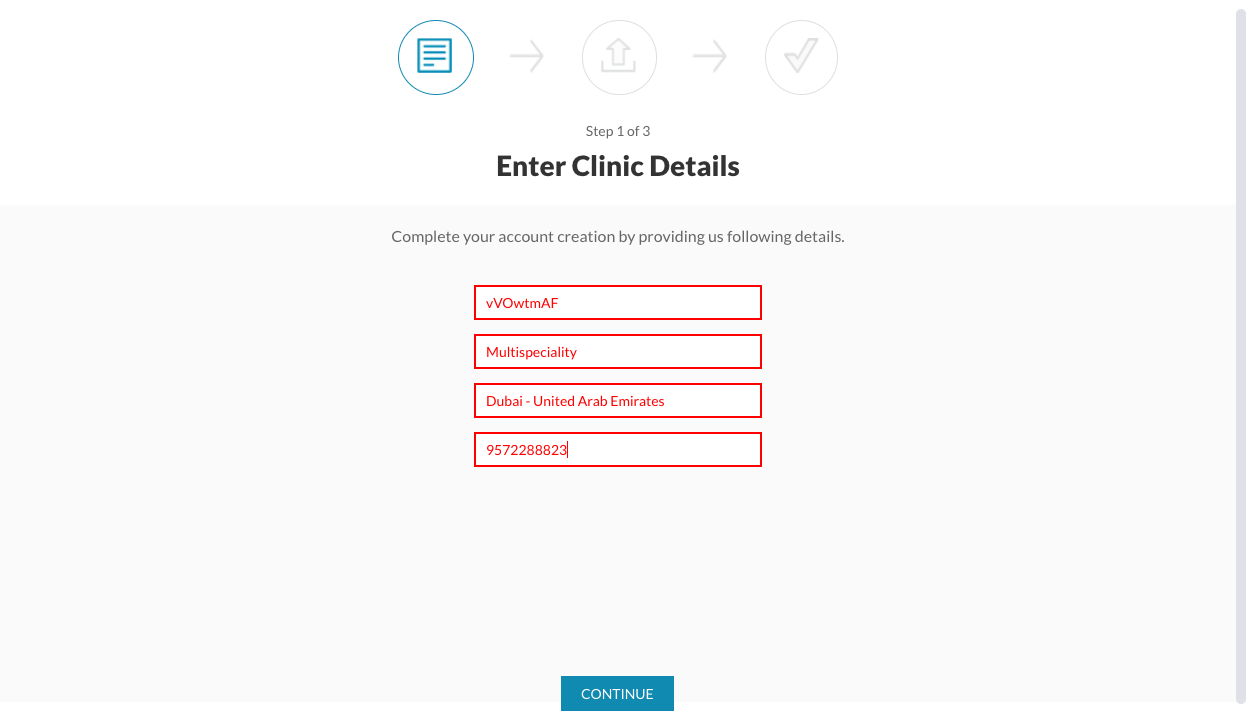 Step 1 of 3
Enter Clinic Details
Complete your account creation by providing us following details.
vVOwtmAF
Multispeciality
Dubai - United Arab Emirates
9572288823
CONTINUE